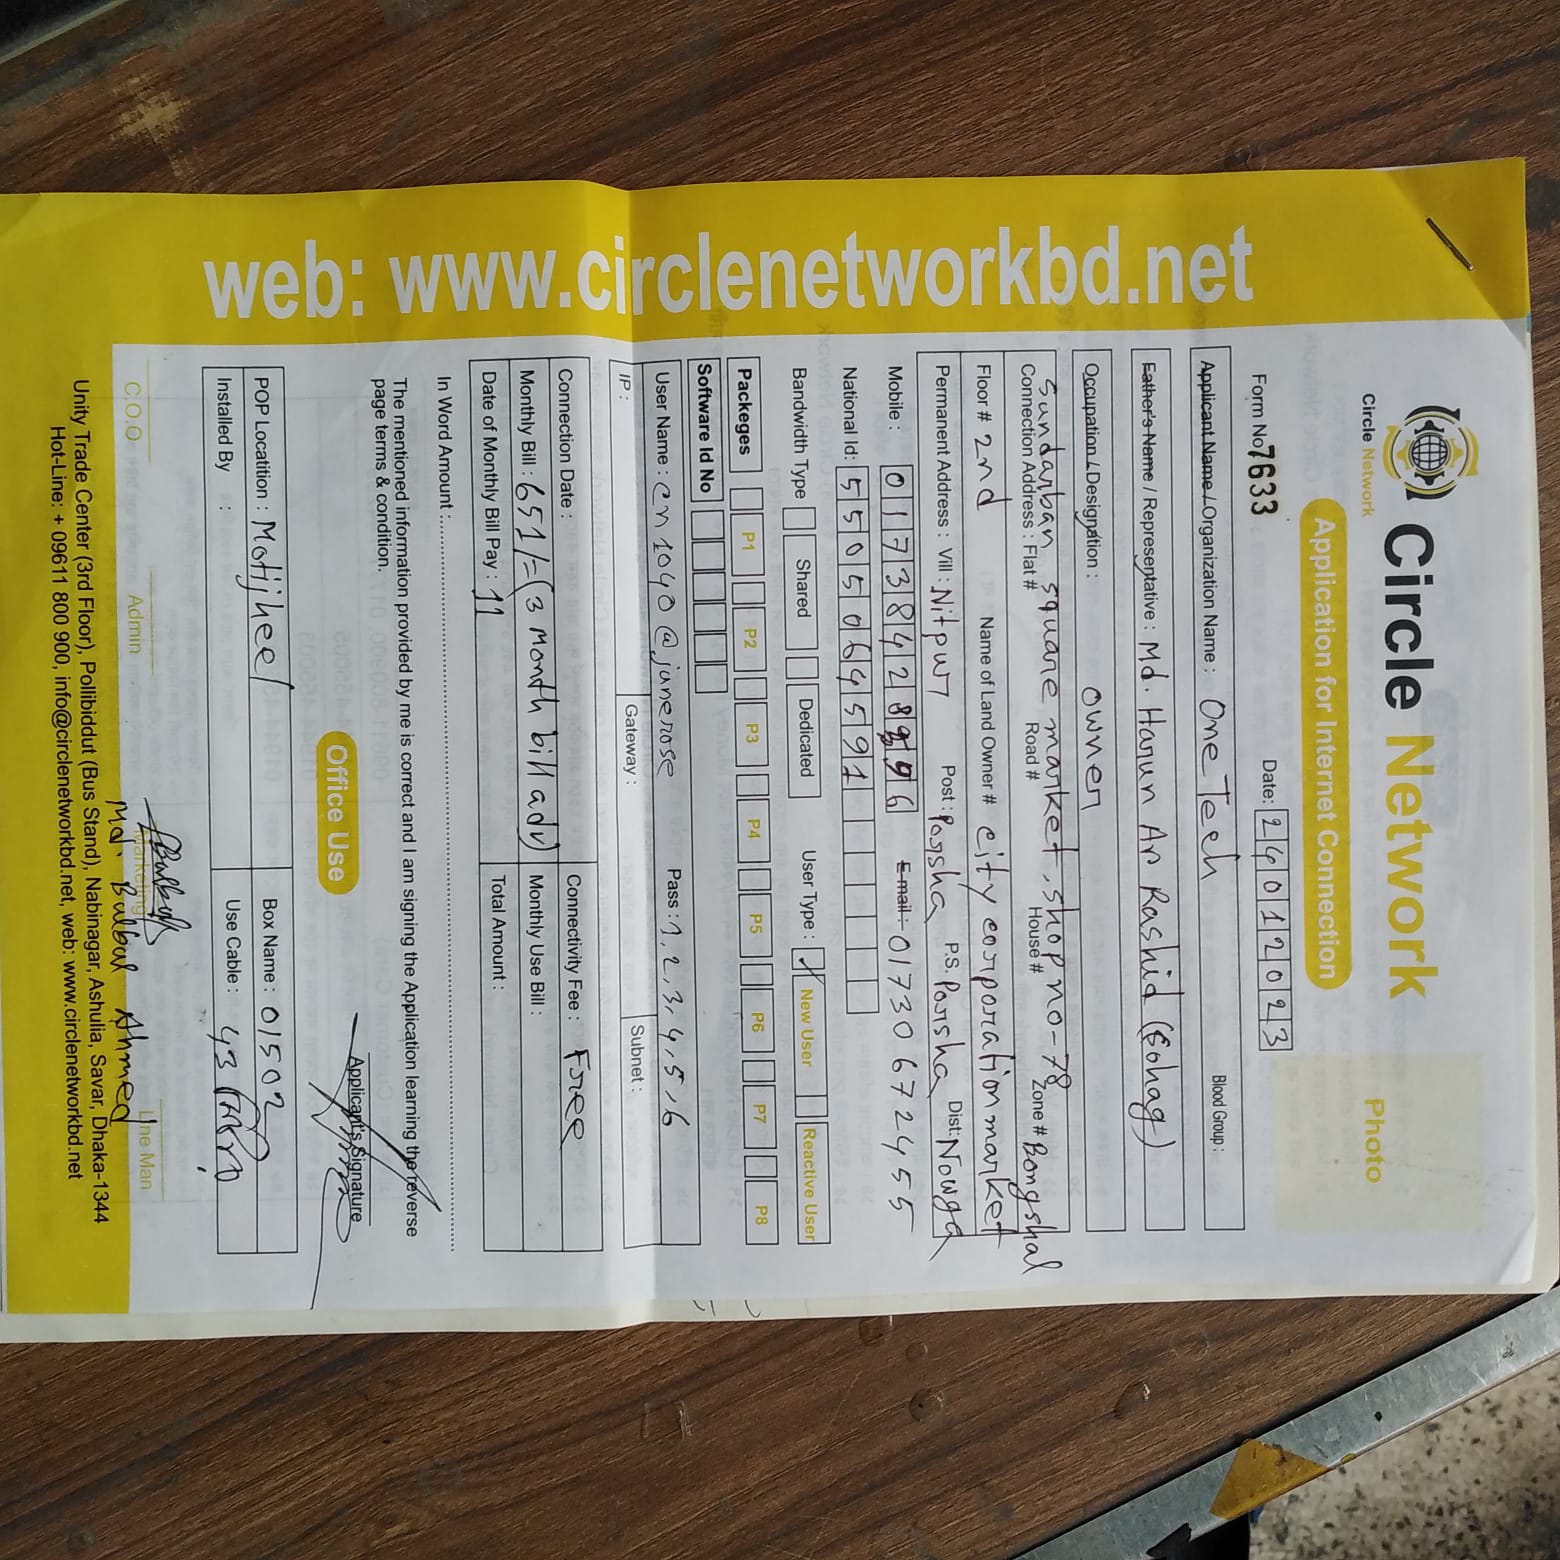 Circle Network
Circle Network
Photo
Application for Internet Connection
Form No 7633
Date: 24012023
Applicant Name / Organization Name : One Tech Blood Group :
Father's Name / Representative : Md. Harun Ar Rashid (Sohag)
Occupation / Designation : Owner
Sundarban square market, shop no-78
Connection Address : Flat # Road # House # Zone # Bongshal
Floor # 2nd Name of Land Owner # city corporation market
Permanent Address : Vill : Nitpur Post : Porsha P.S. Porsha Dist: Nowga
Mobile : E-mail: 01730672455
National Id: 5505064591
Bandwidth Type Shared Dedicated User Type : New User Reactive User
Packeges P1 P2 P3 P4 P5 P6 P7 P8
Software Id No
User Name : cn1040@junerose Pass : 1,2,3,4,5,6
IP : Gateway : Subnet :
Connection Date : Connectivity Fee : Free
Monthly Bill : 651/=(3 month bill adv) Monthly Use Bill :
Date of Monthly Bill Pay : 11 Total Amount :
In Word Amount :
The mentioned information provided by me is correct and I am signing the Application learning the reverse
page terms & condition.
Applicant's Signature
Office Use
POP Locatition : Motijheel Box Name : 01502
Installed By : Use Cable : 43
C.O.O Admin Marketing Line Man
Md. Bulbul Ahmed
Unity Trade Center (3rd Floor), Pollibiddut (Bus Stand), Nabinagar, Ashulia, Savar, Dhaka-1344
Hot-Line: + 09611 800 900, info@circlenetworkbd.net, web: www.circlenetworkbd.net
web: www.circlenetworkbd.net